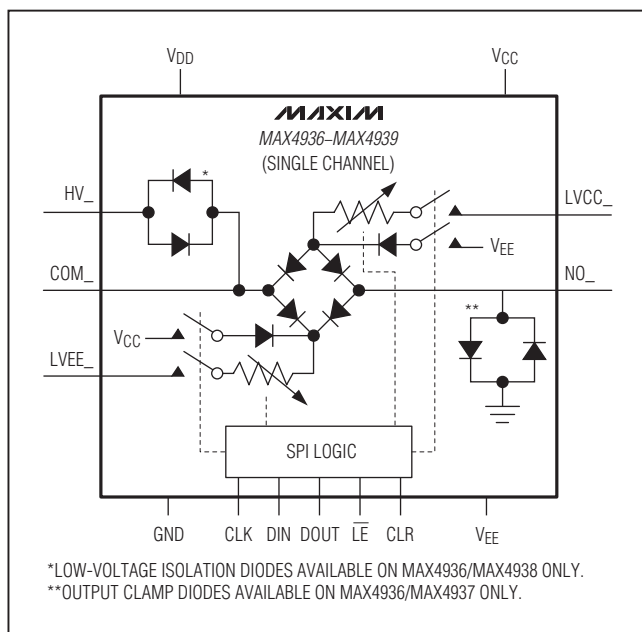 VDD VCC
MAXIM
MAX4936–MAX4939
(SINGLE CHANNEL)
*
HV_
LVCC_
VEE
COM_
NO_
**
VCC
LVEE_
SPI LOGIC
GND CLK DIN DOUT L̅E̅ CLR VEE
*LOW-VOLTAGE ISOLATION DIODES AVAILABLE ON MAX4936/MAX4938 ONLY.
**OUTPUT CLAMP DIODES AVAILABLE ON MAX4936/MAX4937 ONLY.